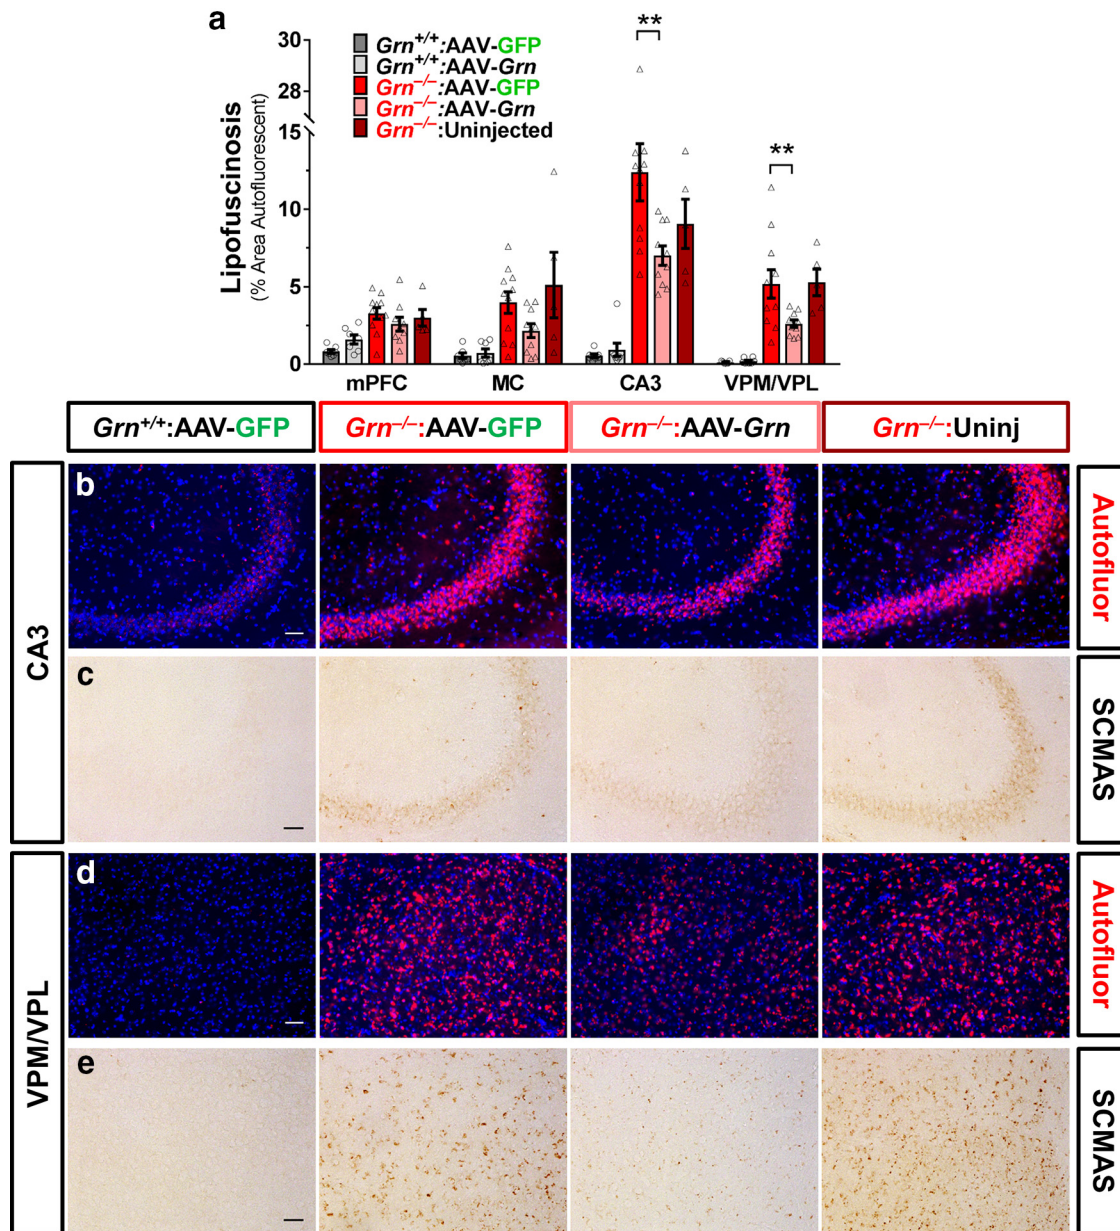 a
Lipofuscinosis
(% Area Autofluorescent)
30
28
15
10
5
0
Grn+/+:AAV-GFP
Grn+/+:AAV-Grn
Grn–/–:AAV-GFP
Grn–/–:AAV-Grn
Grn–/–:Uninjected
**
**
mPFC MC CA3 VPM/VPL
Grn+/+:AAV-GFP Grn–/–:AAV-GFP Grn–/–:AAV-Grn Grn–/–:Uninj
CA3
b
Autofluor
c
SCMAS
VPM/VPL
d
Autofluor
e
SCMAS